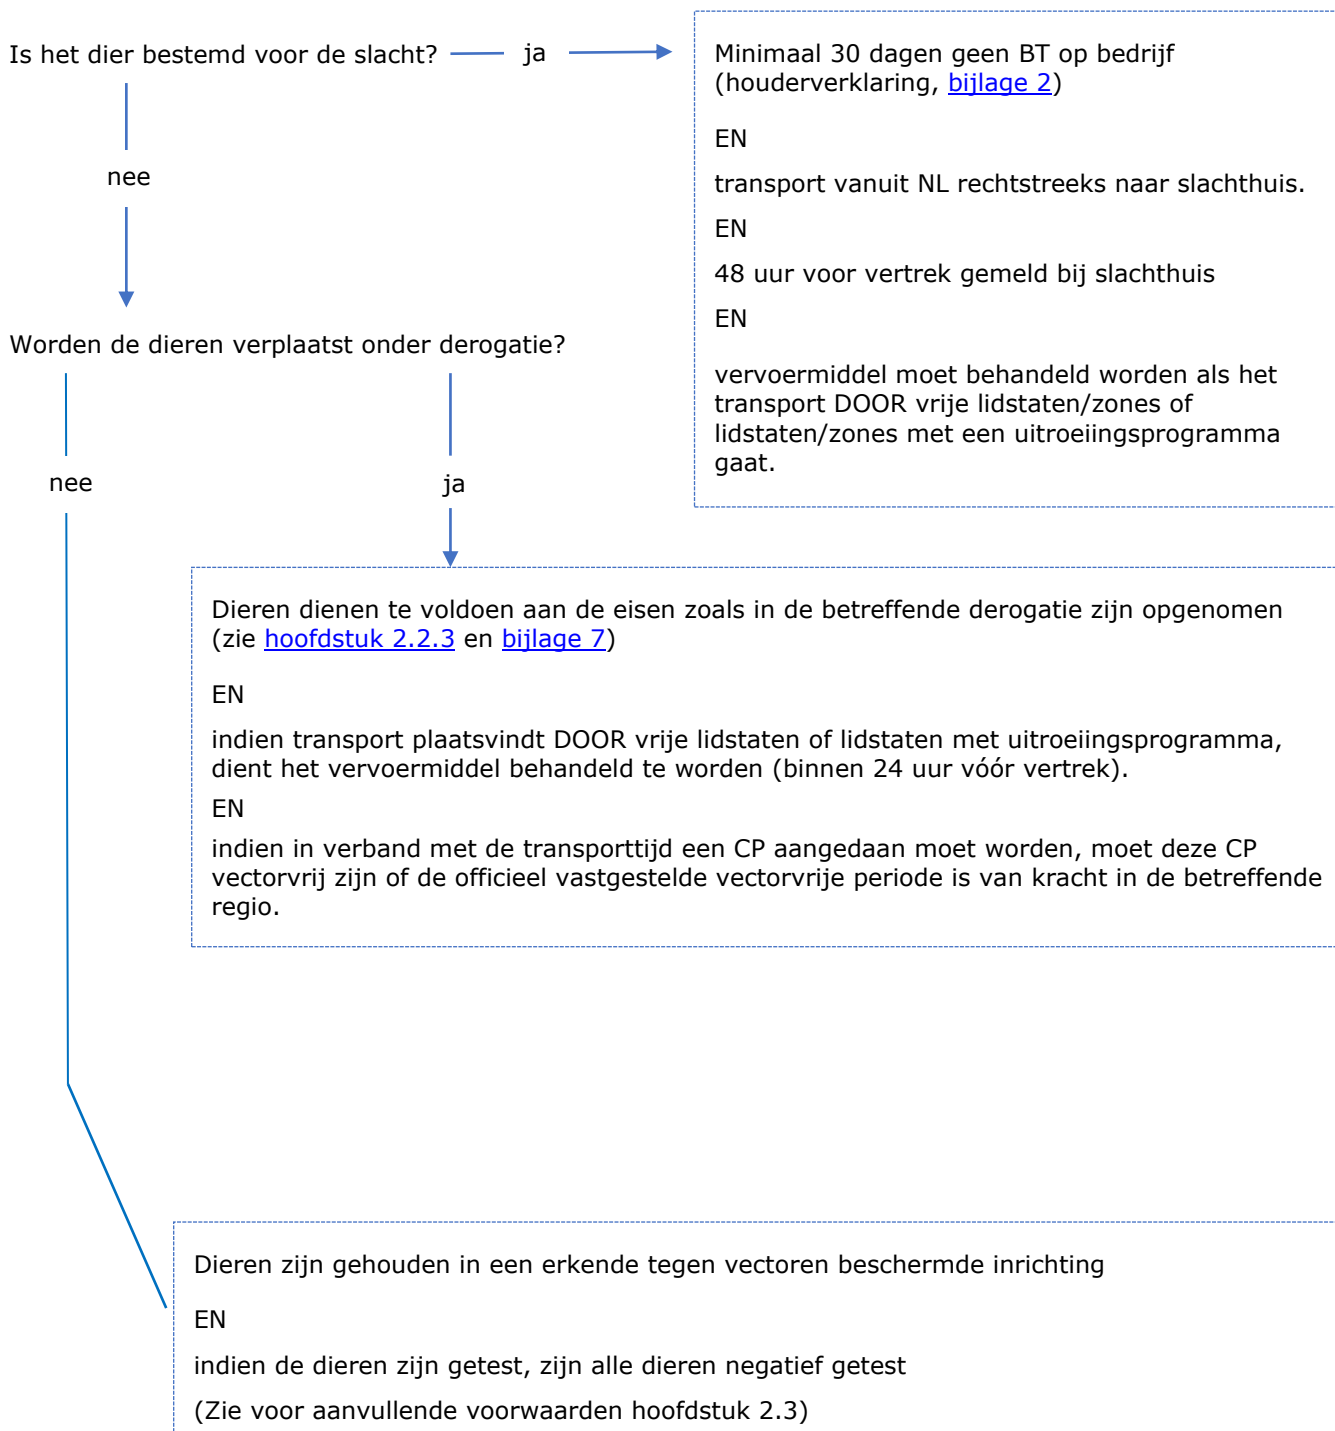 Is het dier bestemd voor de slacht?
ja
Minimaal 30 dagen geen BT op bedrijf
(houderverklaring, bijlage 2)
EN
transport vanuit NL rechtstreeks naar slachthuis.
EN
48 uur voor vertrek gemeld bij slachthuis
EN
vervoermiddel moet behandeld worden als het
transport DOOR vrije lidstaten/zones of
lidstaten/zones met een uitroeiingsprogramma
gaat.
nee
Worden de dieren verplaatst onder derogatie?
nee
ja
Dieren dienen te voldoen aan de eisen zoals in de betreffende derogatie zijn opgenomen
(zie hoofdstuk 2.2.3 en bijlage 7)
EN
indien transport plaatsvindt DOOR vrije lidstaten of lidstaten met uitroeiingsprogramma,
dient het vervoermiddel behandeld te worden (binnen 24 uur vóór vertrek).
EN
indien in verband met de transporttijd een CP aangedaan moet worden, moet deze CP
vectorvrij zijn of de officieel vastgestelde vectorvrije periode is van kracht in de betreffende
regio.
Dieren zijn gehouden in een erkende tegen vectoren beschermde inrichting
EN
indien de dieren zijn getest, zijn alle dieren negatief getest
(Zie voor aanvullende voorwaarden hoofdstuk 2.3)